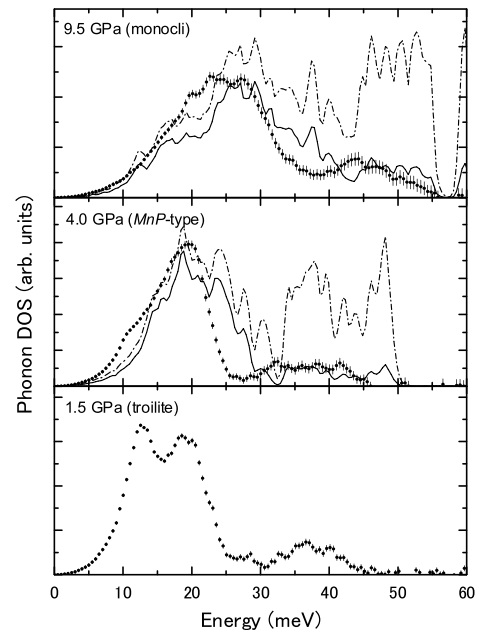 9.5 GPa (monocli)
4.0 GPa (MnP-type)
1.5 GPa (troilite)
Phonon DOS (arb. units)
0 10 20 30 40 50 60
Energy (meV)